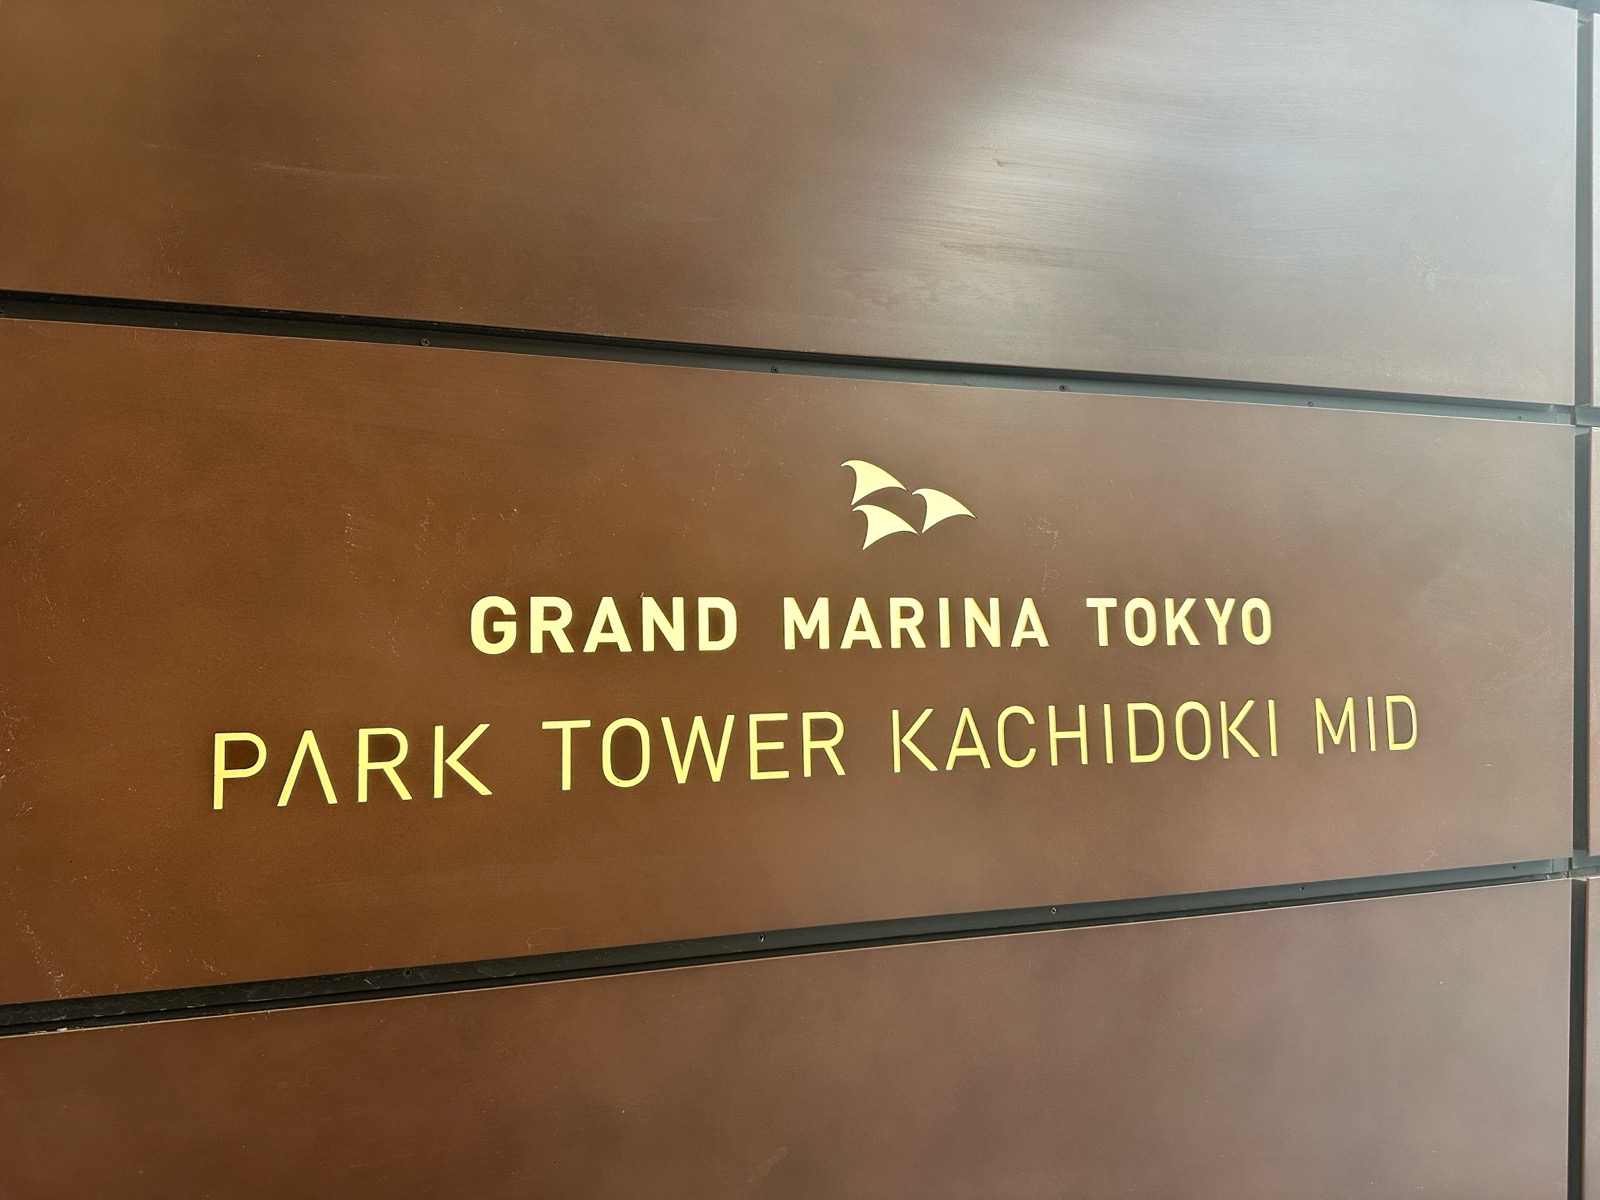 GRAND MARINA TOKYO
PARK TOWER KACHIDOKI MID